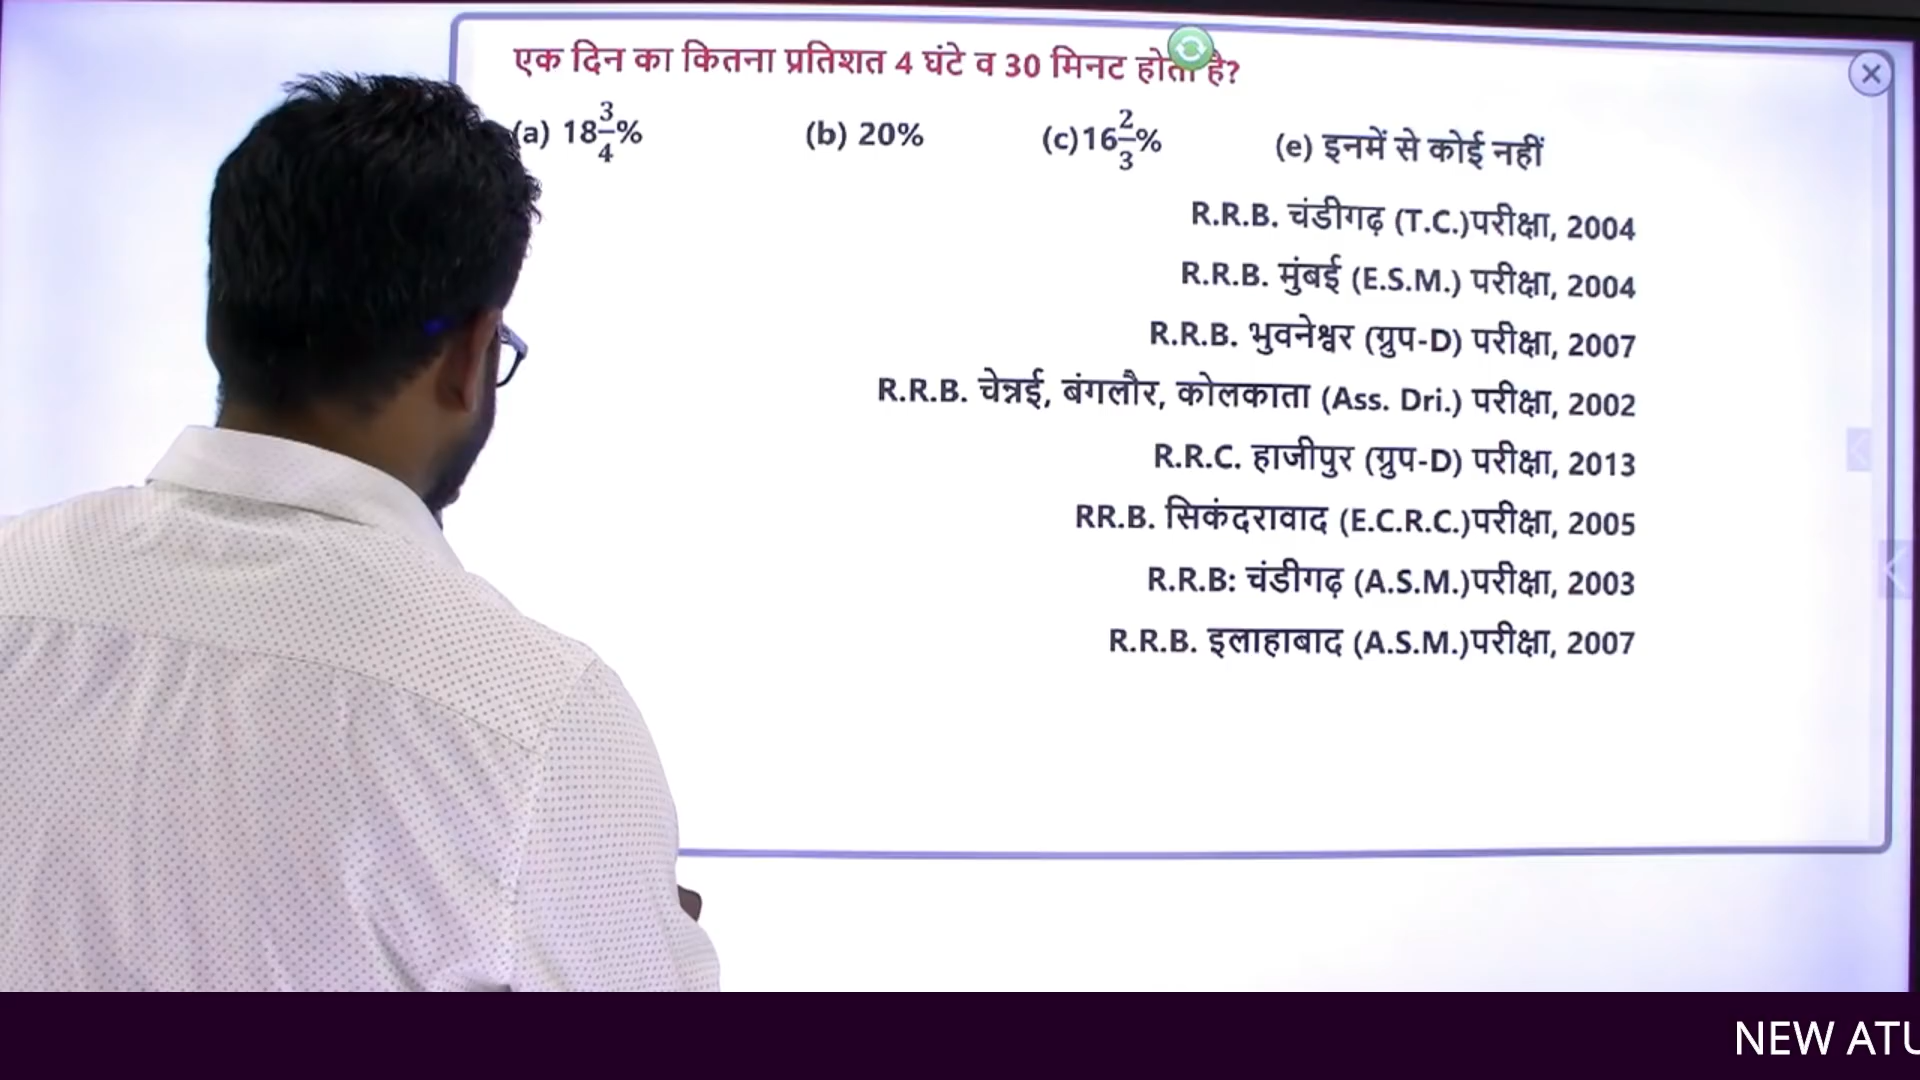 एक दिन का कितना प्रतिशत 4 घंटे व 30 मिनट होता है?
(a) 18 3/4% (b) 20% (c)16 2/3% (e) इनमें से कोई नहीं
R.R.B. चंडीगढ़ (T.C.)परीक्षा, 2004
R.R.B. मुंबई (E.S.M.) परीक्षा, 2004
R.R.B. भुवनेश्वर (ग्रुप-D) परीक्षा, 2007
R.R.B. चेन्नई, बंगलौर, कोलकाता (Ass. Dri.) परीक्षा, 2002
R.R.C. हाजीपुर (ग्रुप-D) परीक्षा, 2013
RR.B. सिकंदरावाद (E.C.R.C.)परीक्षा, 2005
R.R.B: चंडीगढ़ (A.S.M.)परीक्षा, 2003
R.R.B. इलाहाबाद (A.S.M.)परीक्षा, 2007
NEW ATU